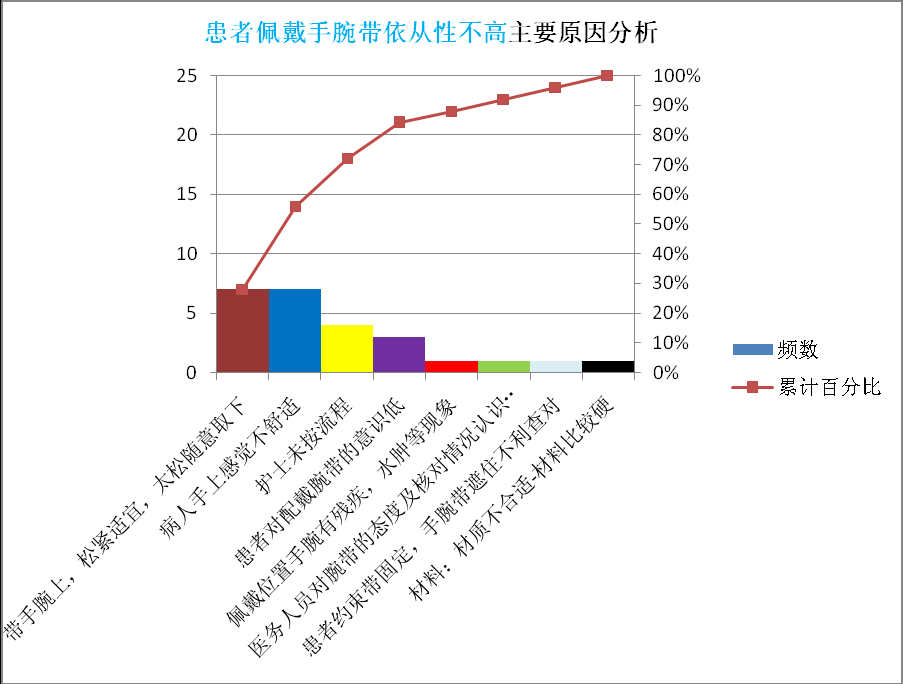 患者佩戴手腕带依从性不高主要原因分析
25
20
15
10
5
0
100%
90%
80%
70%
60%
50%
40%
30%
20%
10%
0%
频数
累计百分比
带手腕上，松紧适宜，太松随意取下
病人手上感觉不舒适
护士未按流程
患者对配戴腕带的意识低
佩戴位置手腕有残疾，水肿等现象
医务人员对腕带的态度及核对情况认识…
患者约束带固定，手腕带遮住不利查对
材料：材质不合适-材料比较硬